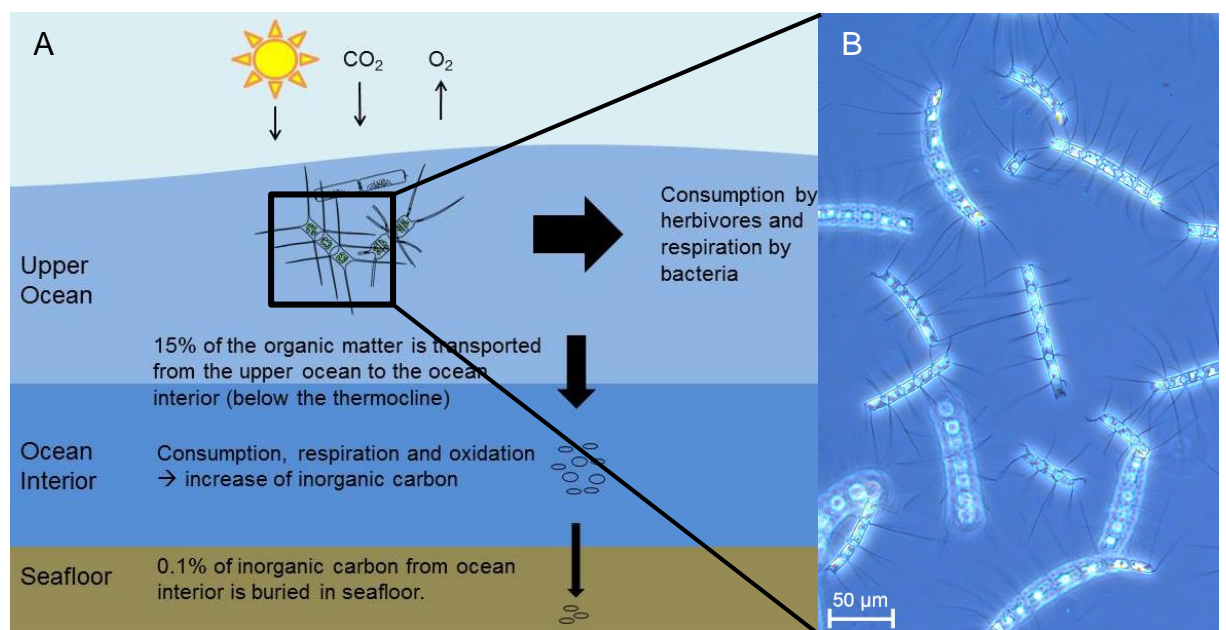 A
CO₂
O₂
B
Consumption by
herbivores and
respiration by
bacteria
Upper
Ocean
15% of the organic matter is transported
from the upper ocean to the ocean
interior (below the thermocline)
Ocean
Interior
Consumption, respiration and oxidation
→ increase of inorganic carbon
Seafloor
0.1% of inorganic carbon from ocean
interior is buried in seafloor.
50 µm